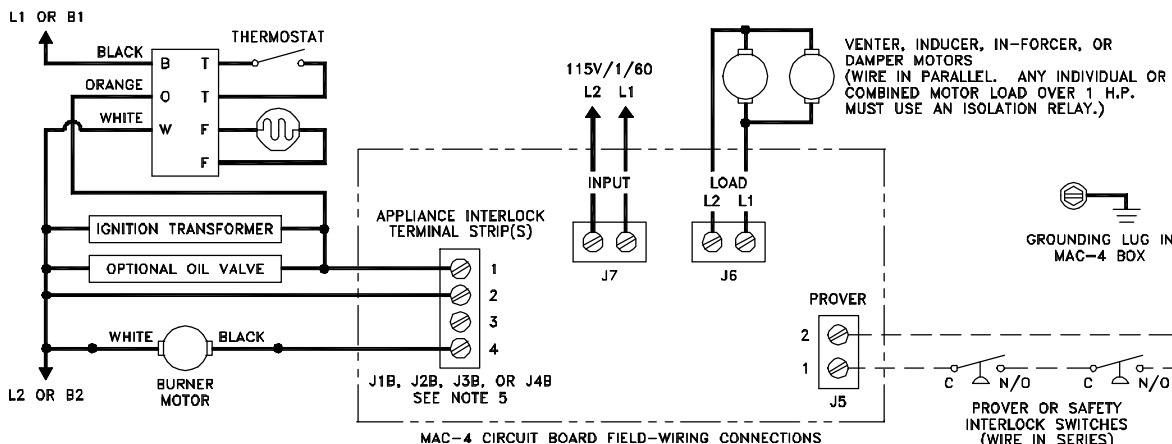 L1 OR B1
BLACK
B T
THERMOSTAT
ORANGE
O T
WHITE
W F
F
IGNITION TRANSFORMER
OPTIONAL OIL VALVE
WHITE
BLACK
BURNER
MOTOR
L2 OR B2
APPLIANCE INTERLOCK
TERMINAL STRIP(S)
1
2
3
4
J1B, J2B, J3B, OR J4B
SEE NOTE 5
115V/1/60
L2 L1
INPUT
J7
LOAD
L2 L1
J6
VENTER, INDUCER, IN-FORCER, OR
DAMPER MOTORS
(WIRE IN PARALLEL. ANY INDIVIDUAL OR
COMBINED MOTOR LOAD OVER 1 H.P.
MUST USE AN ISOLATION RELAY.)
GROUNDING LUG IN
MAC-4 BOX
PROVER
2
1
J5
C N/O
C N/O
PROVER OR SAFETY
INTERLOCK SWITCHES
(WIRE IN SERIES)
MAC-4 CIRCUIT BOARD FIELD-WIRING CONNECTIONS